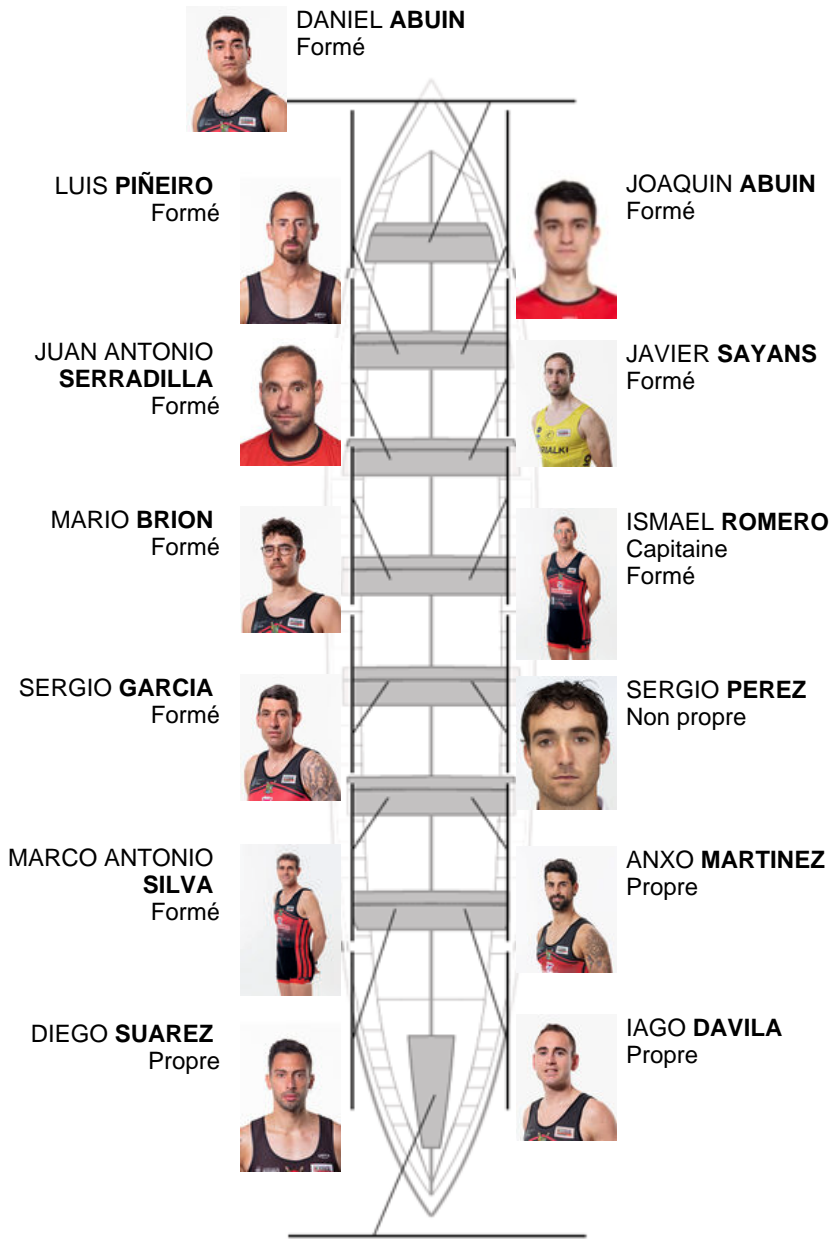 DANIEL ABUIN
Formé
LUIS PIÑEIRO
Formé
JOAQUIN ABUIN
Formé
JUAN ANTONIO
SERRADILLA
Formé
JAVIER SAYANS
Formé
MARIO BRION
Formé
ISMAEL ROMERO
Capitaine
Formé
SERGIO GARCIA
Formé
SERGIO PEREZ
Non propre
MARCO ANTONIO
SILVA
Formé
ANXO MARTINEZ
Propre
DIEGO SUAREZ
Propre
IAGO DAVILA
Propre